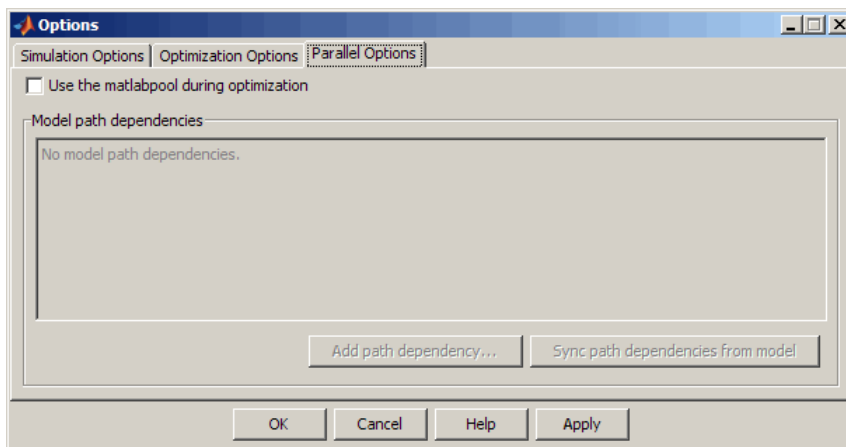 Options
Simulation Options Optimization Options Parallel Options
Use the matlabpool during optimization
Model path dependencies
No model path dependencies.
Add path dependency... Sync path dependencies from model
OK Cancel Help Apply